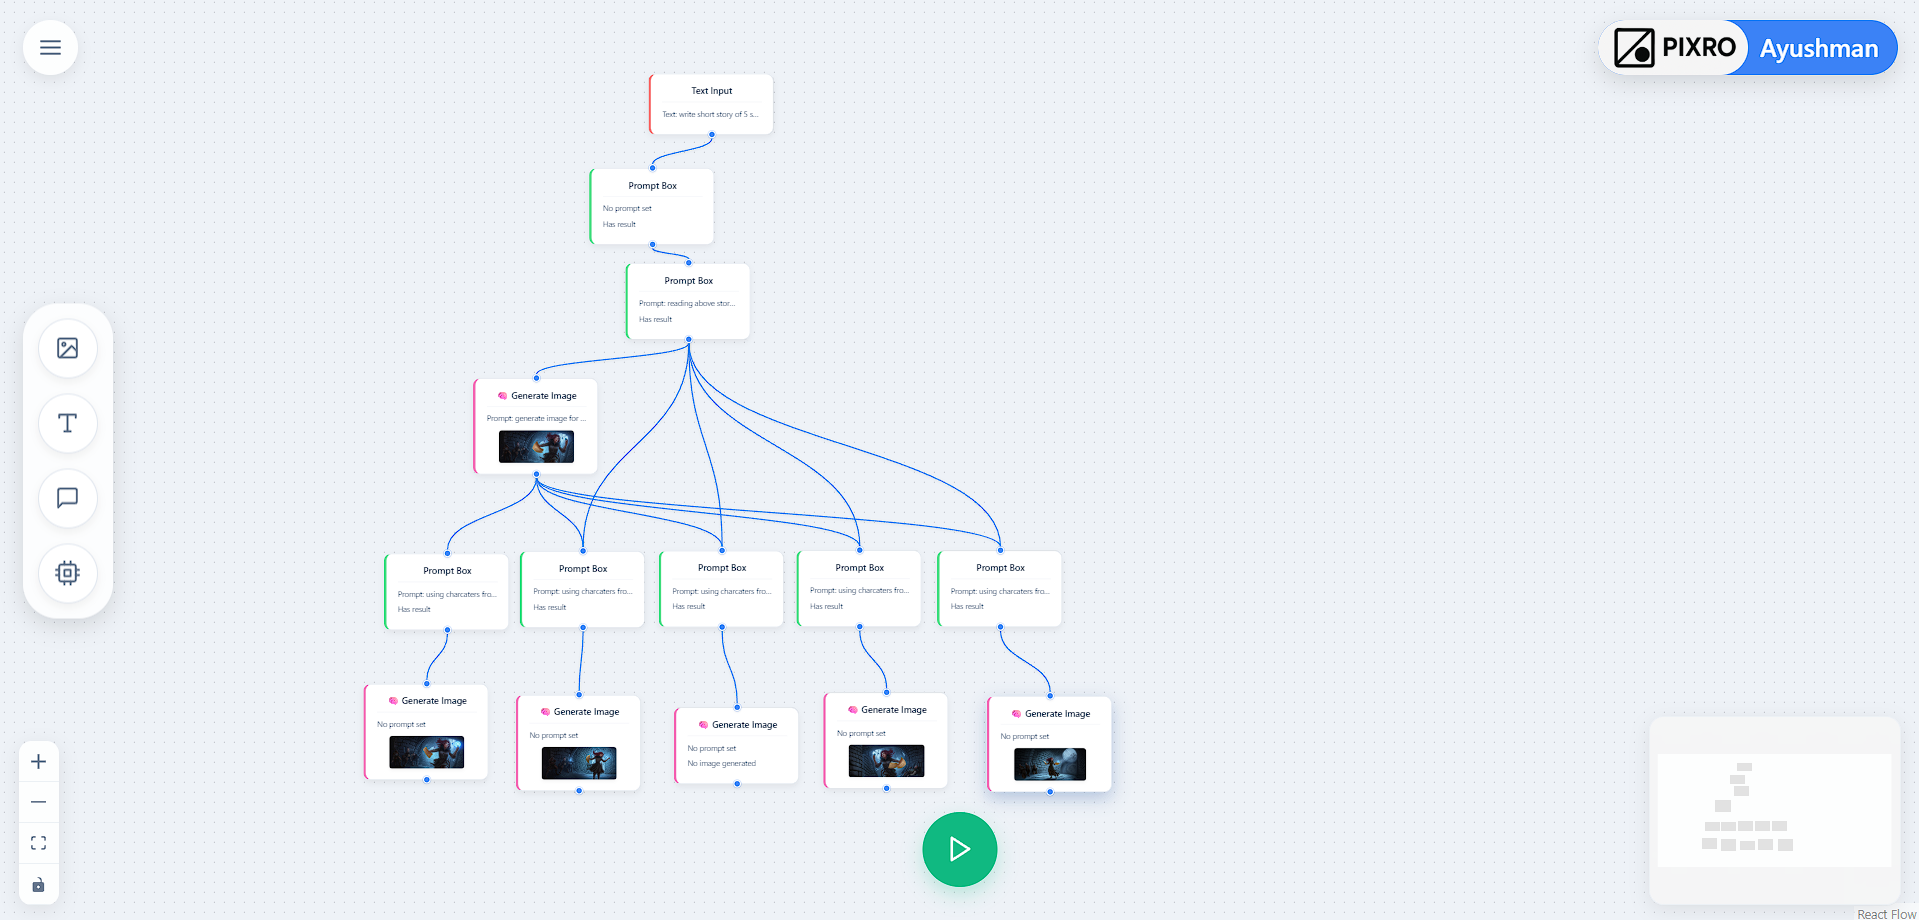 PIXRO
Ayushman
Text Input
Text: write short story of 5 s...
Prompt Box
No prompt set
Has result
Prompt Box
Prompt: reading above stor...
Has result
Generate Image
Prompt: generate image for ...
Prompt Box
Prompt: using charcaters fro...
Has result
Prompt Box
Prompt: using charcaters fro...
Has result
Prompt Box
Prompt: using charcaters fro...
Has result
Prompt Box
Prompt: using charcaters fro...
Has result
Prompt Box
Prompt: using charcaters fro...
Has result
Generate Image
No prompt set
Generate Image
No prompt set
Generate Image
No prompt set
No image generated
Generate Image
No prompt set
Generate Image
No prompt set
React Flow